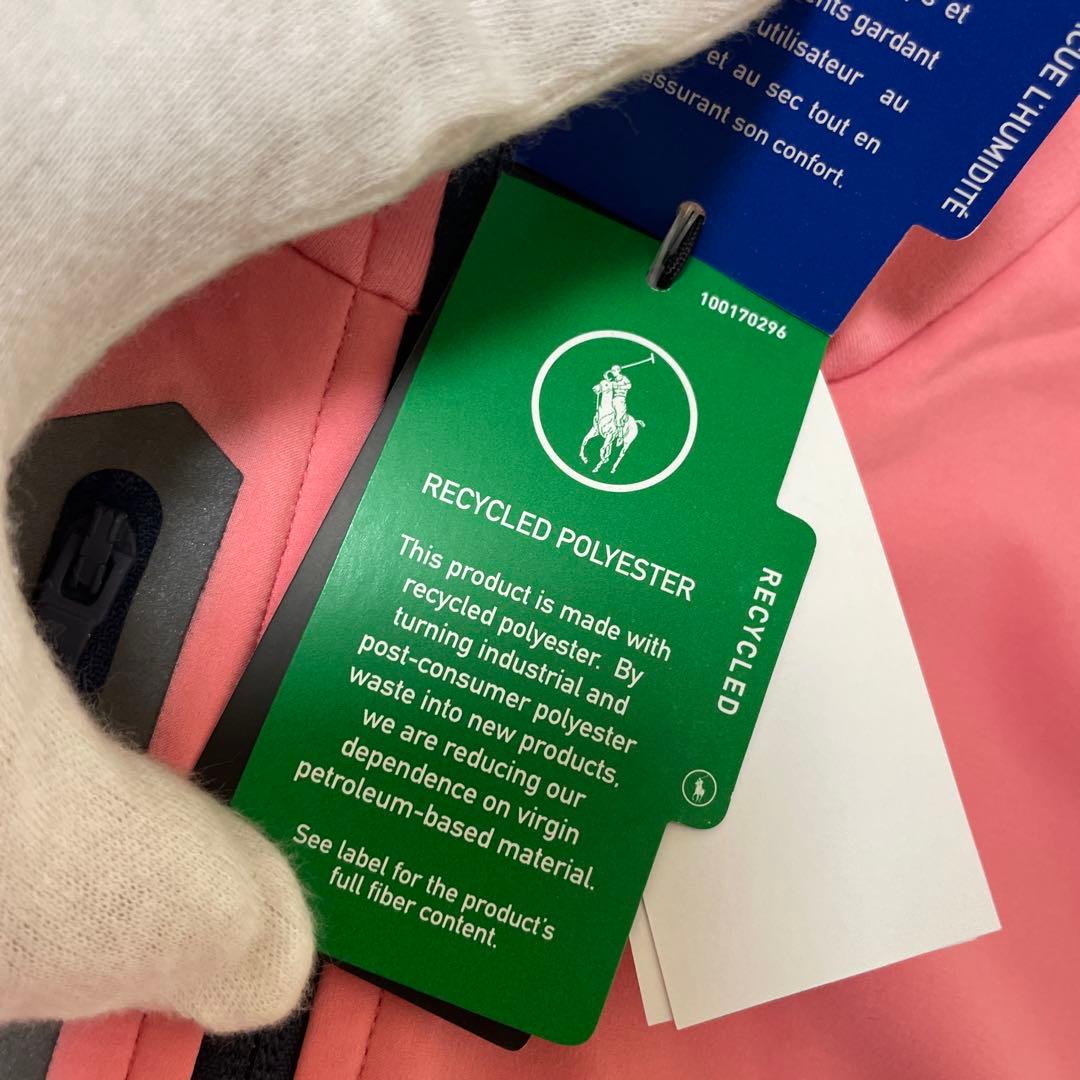 et
gardant
utilisateur au
et au sec tout en
assurant son confort.
L'HUMIDITÉ
100170296
RECYCLED POLYESTER
This product is made with
recycled polyester. By
turning industrial and
post-consumer polyester
waste into new products,
we are reducing our
dependence on virgin
petroleum-based material.
See label for the product's
full fiber content.
RECYCLED